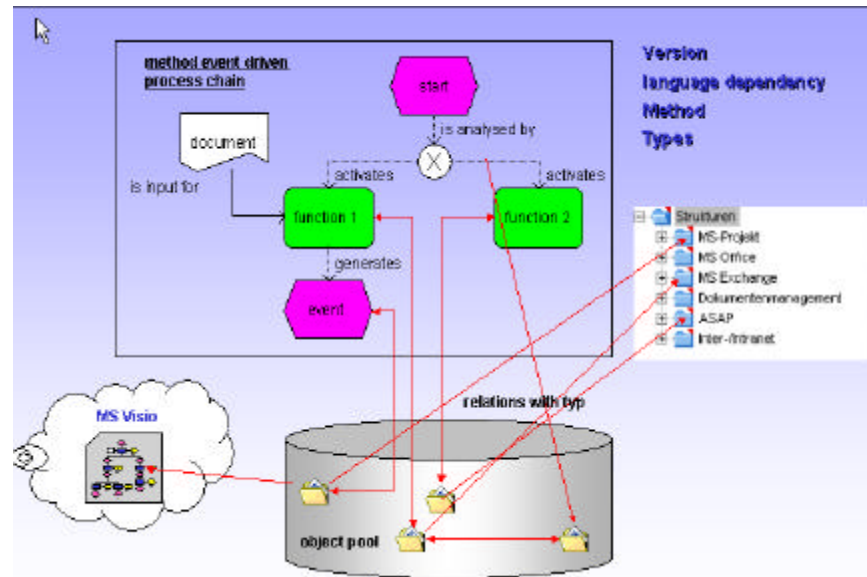 method event driven
process chain
start
is analysed by
document
X
activates
activates
is input for
function 1
function 2
generates
event
Version
language dependency
Method
Types
Strukturen
MS-Projekt
MS Office
MS Exchange
Dokumentenmanagement
ASAP
Inter-/Intranet
relations with typ
MS Visio
object pool